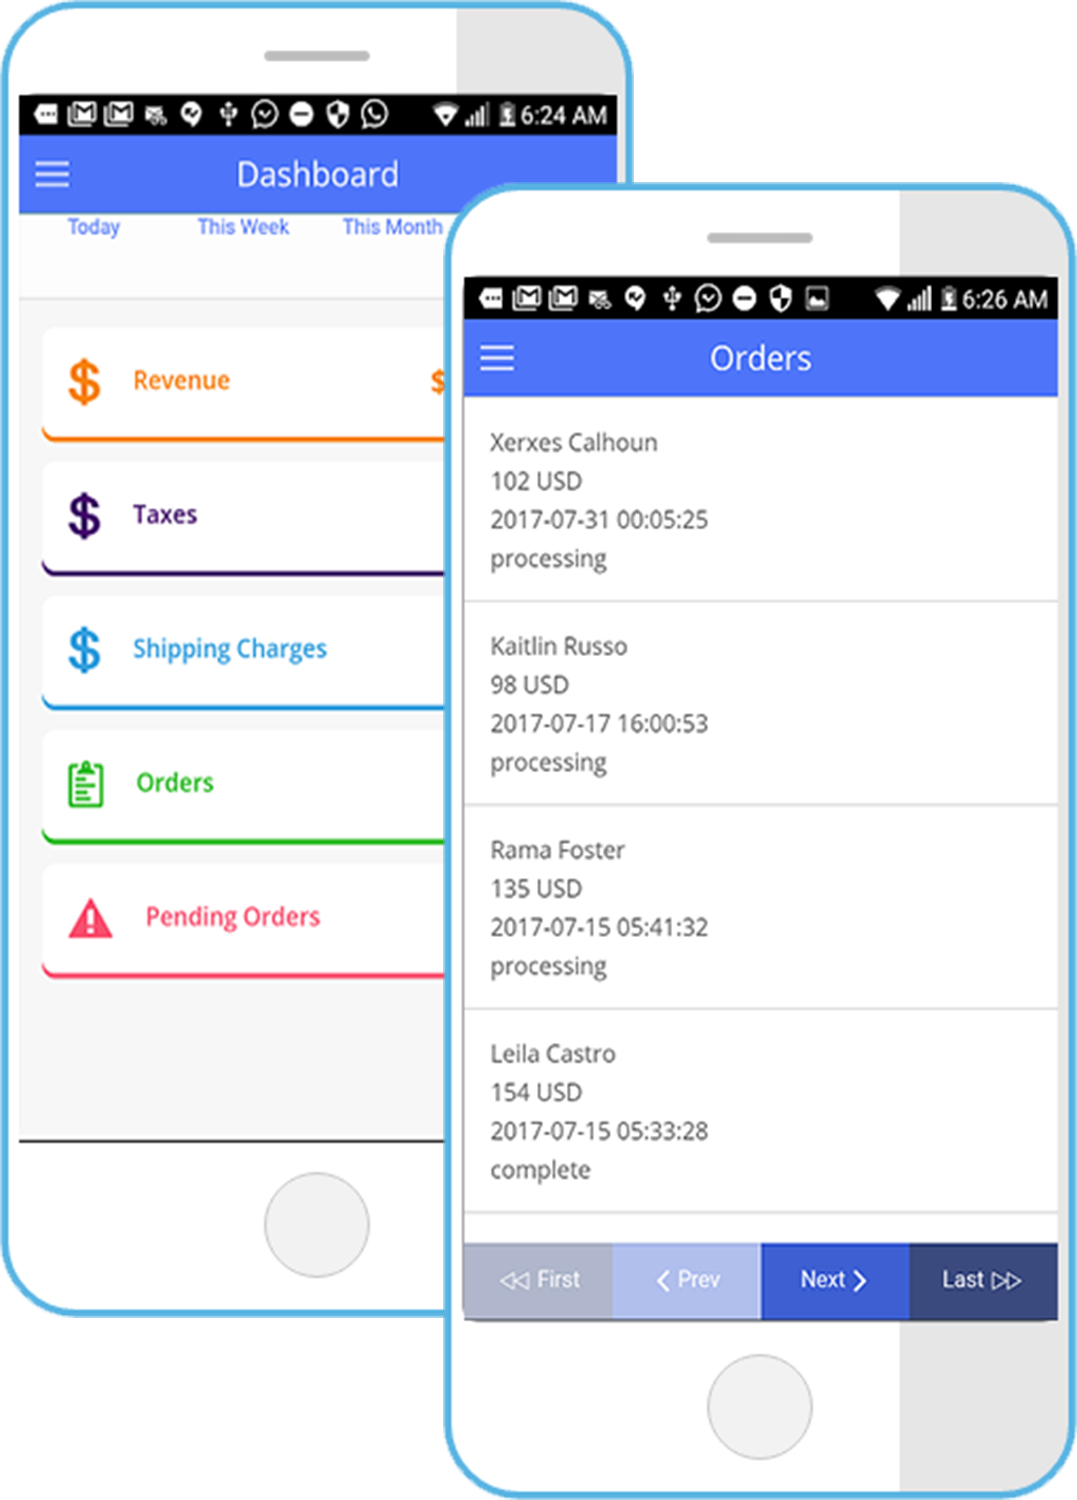 6:24 AM
Dashboard
Today This Week This Month
Revenue $
Taxes
Shipping Charges
Orders
Pending Orders
6:26 AM
Orders
Xerxes Calhoun
102 USD
2017-07-31 00:05:25
processing
Kaitlin Russo
98 USD
2017-07-17 16:00:53
processing
Rama Foster
135 USD
2017-07-15 05:41:32
processing
Leila Castro
154 USD
2017-07-15 05:33:28
complete
First Prev Next Last